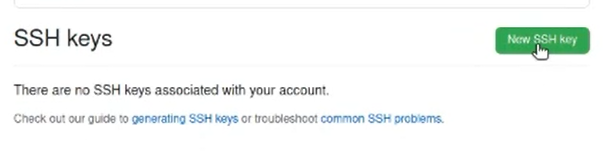 SSH keys
New SSH key
There are no SSH keys associated with your account.
Check out our guide to generating SSH keys or troubleshoot common SSH problems.